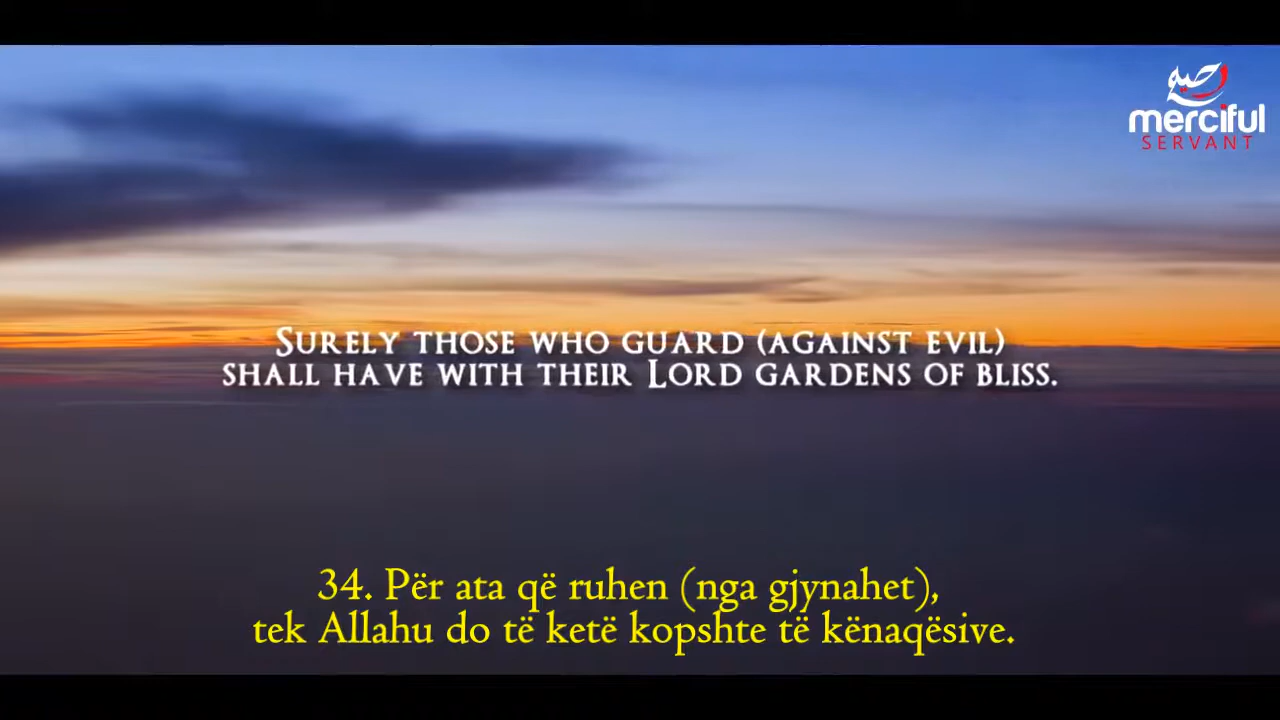 merciful
SERVANT
Surely those who guard (against evil)
shall have with their Lord gardens of bliss.
34. Për ata që ruhen (nga gjynahet),
tek Allahu do të ketë kopshte të kënaqësive.